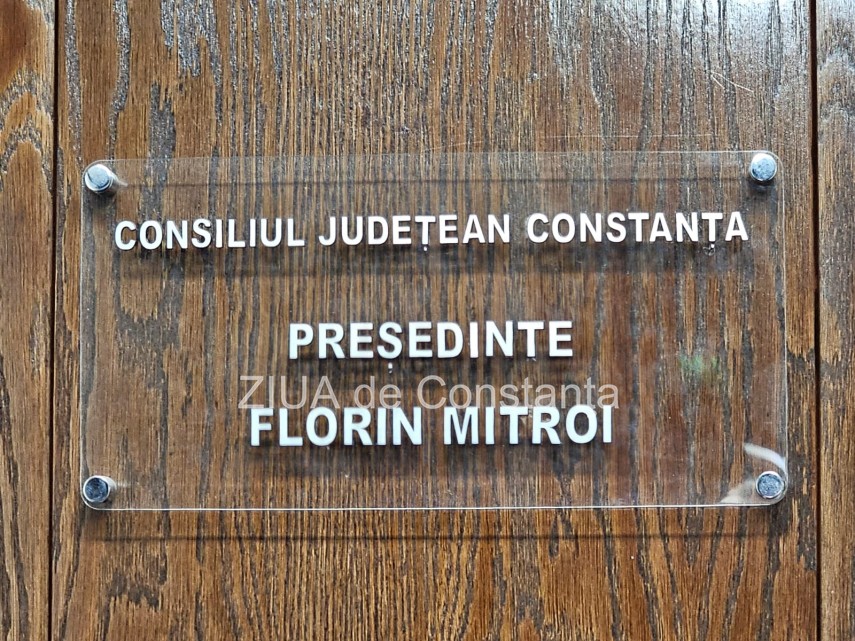 CONSILIUL JUDEȚEAN CONSTANȚA
PREȘEDINTE
ZIUA de Constanta
FLORIN MITROI